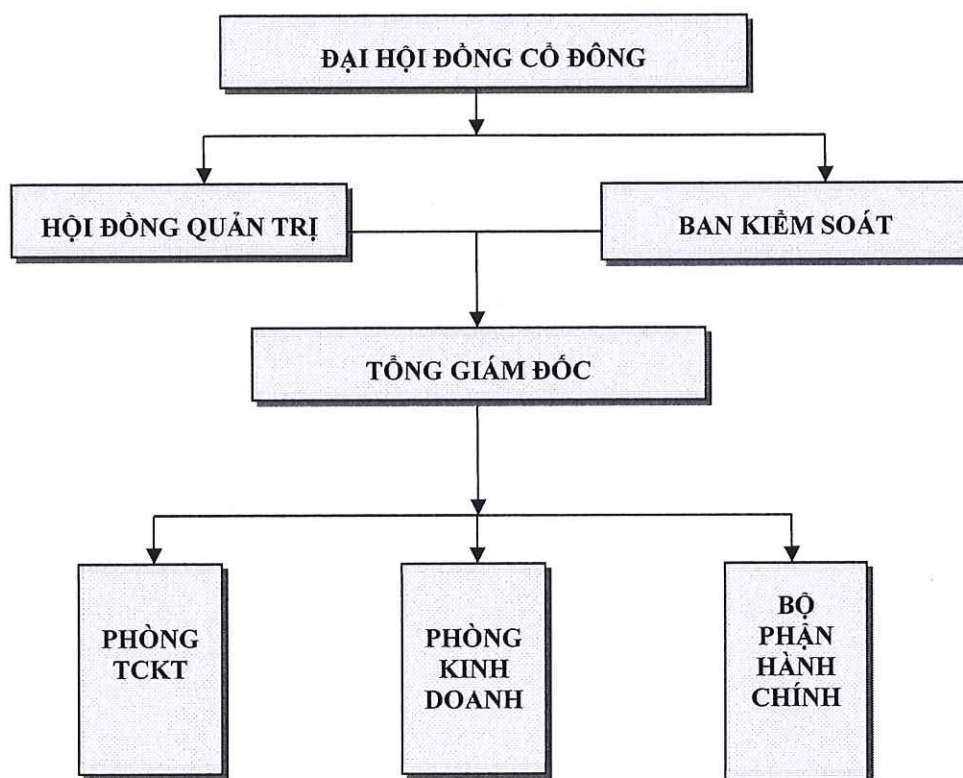 ĐẠI HỘI ĐỒNG CỔ ĐÔNG
HỘI ĐỒNG QUẢN TRỊ
BAN KIỂM SOÁT
TỔNG GIÁM ĐỐC
PHÒNG
TCKT
PHÒNG
KINH
DOANH
BỘ
PHẬN
HÀNH
CHÍNH